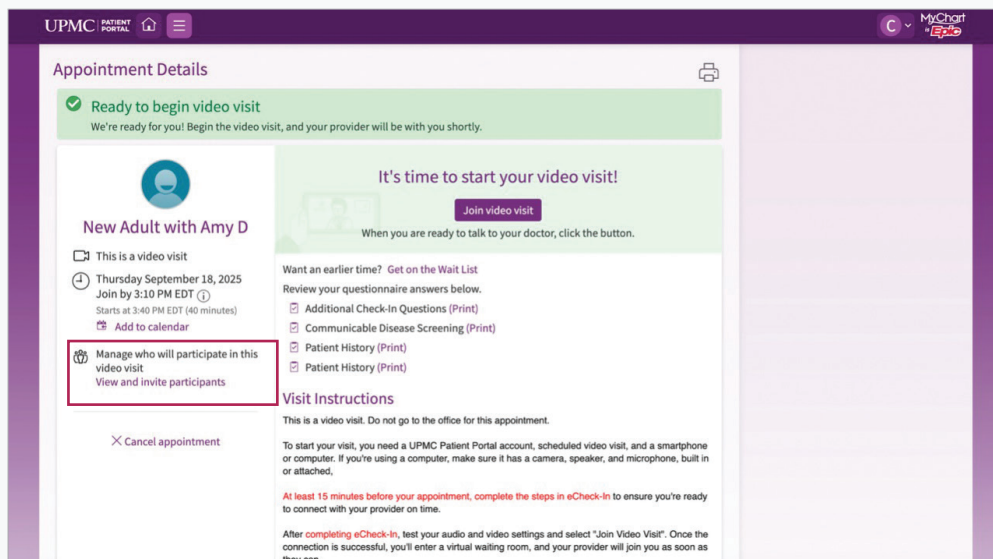 UPMC PATIENT PORTAL
C
MyChart
by Epic
Appointment Details
Ready to begin video visit
We're ready for you! Begin the video visit, and your provider will be with you shortly.
New Adult with Amy D
This is a video visit
Thursday September 18, 2025
Join by 3:10 PM EDT
Starts at 3:40 PM EDT (40 minutes)
Add to calendar
Manage who will participate in this
video visit
View and invite participants
Cancel appointment
It's time to start your video visit!
Join video visit
When you are ready to talk to your doctor, click the button.
Want an earlier time? Get on the Wait List
Review your questionnaire answers below.
Additional Check-In Questions (Print)
Communicable Disease Screening (Print)
Patient History (Print)
Patient History (Print)
Visit Instructions
This is a video visit. Do not go to the office for this appointment.
To start your visit, you need a UPMC Patient Portal account, scheduled video visit, and a smartphone
or computer. If you're using a computer, make sure it has a camera, speaker, and microphone, built in
or attached,
At least 15 minutes before your appointment, complete the steps in eCheck-In to ensure you're ready
to connect with your provider on time.
After completing eCheck-In, test your audio and video settings and select "Join Video Visit". Once the
connection is successful, you'll enter a virtual waiting room, and your provider will join you as soon as